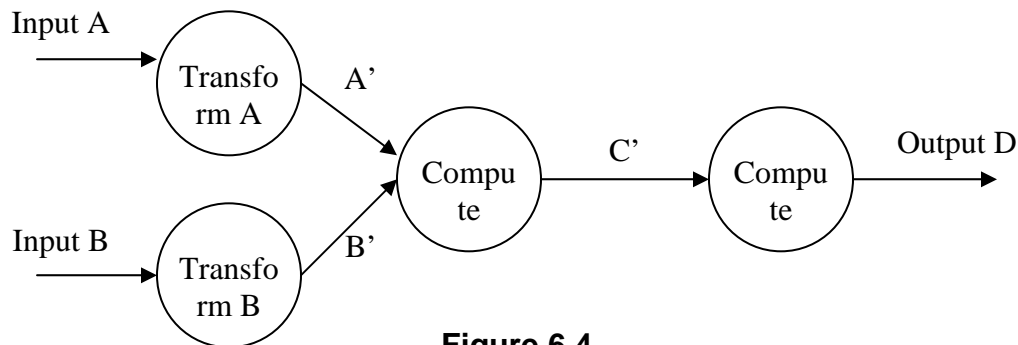 Input A
Transfo
rm A
A’
Input B
Transfo
rm B
B’
Compu
te
C’
Compu
te
Output D
Figure 6.4